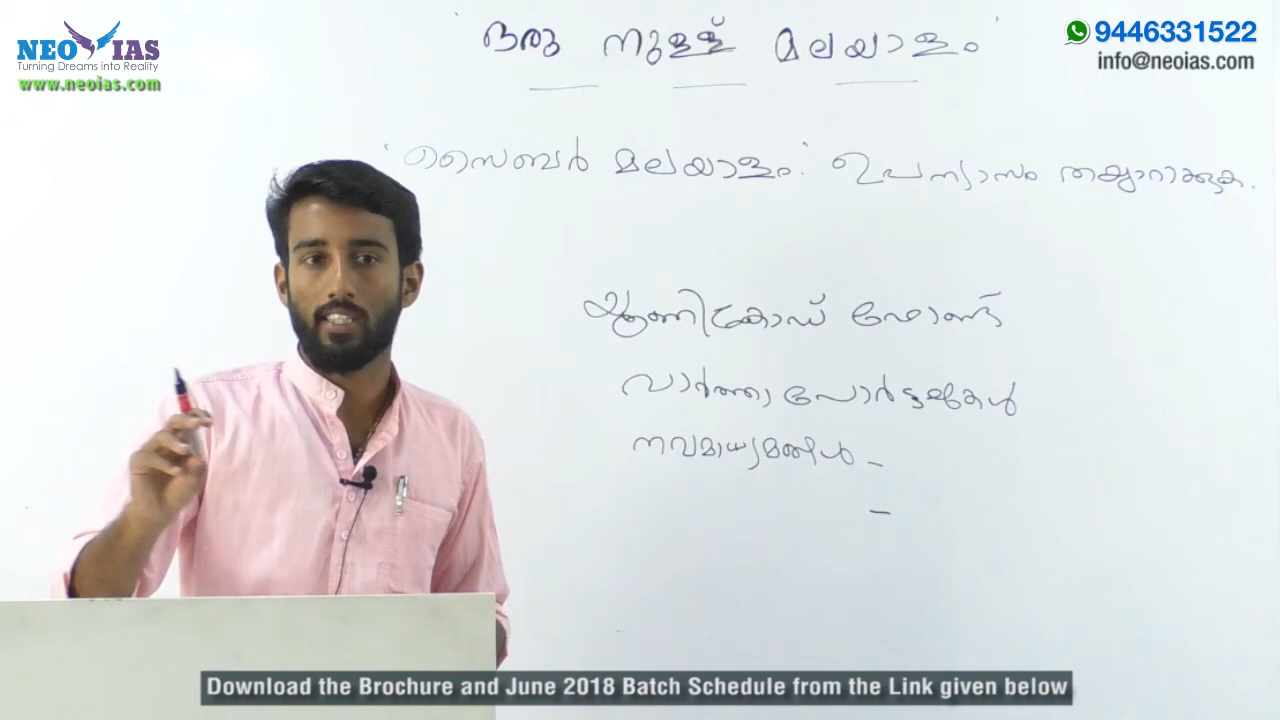 NEO IAS
Turning Dreams into Reality
www.neoias.com
9446331522
info@neoias.com
'ഒരു നുള്ള് മലയാളം'
'സൈബർ മലയാളം' ഉപന്യാസം തയ്യാറാക്കുക.
യൂണികോഡ് ഫോണ്ട്
വാർത്താ പോർട്ടലുകൾ
നവമാധ്യമങ്ങൾ -
-
Download the Brochure and June 2018 Batch Schedule from the Link given below